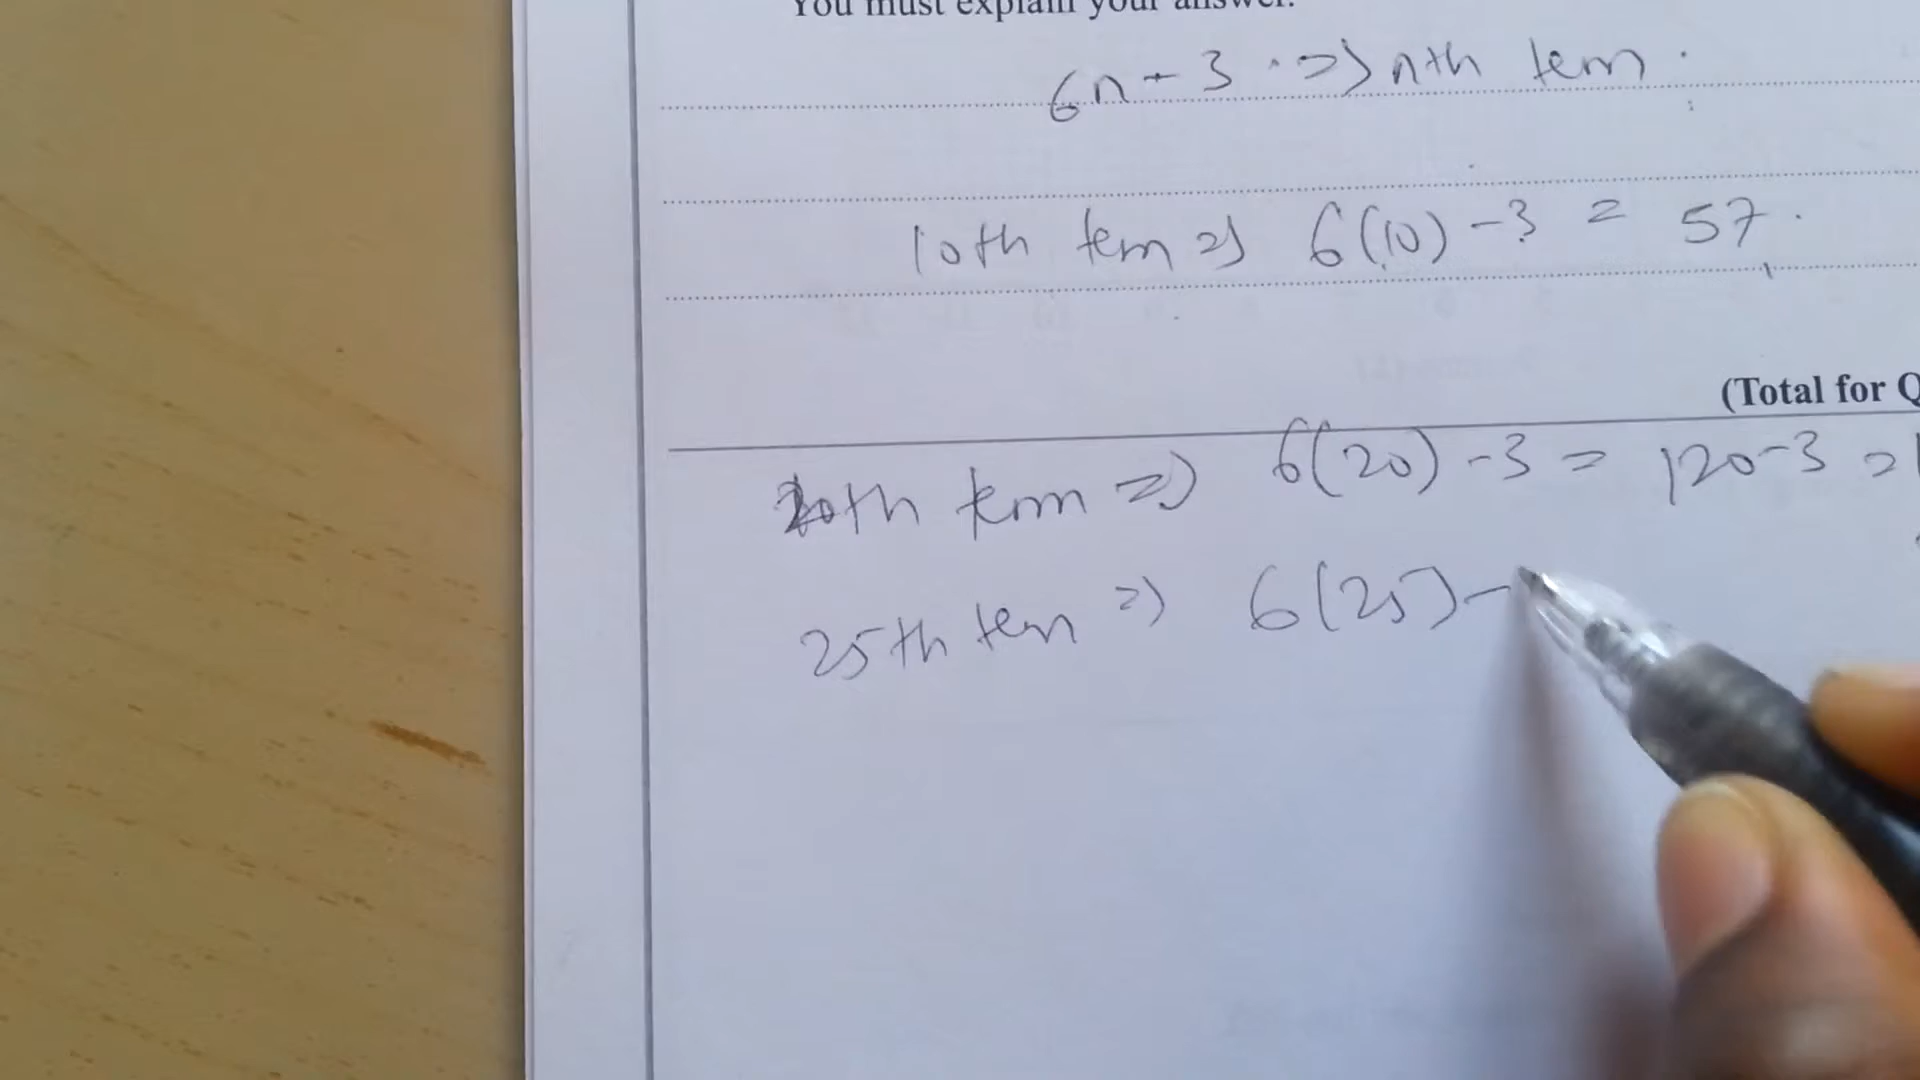 You must explain your answer.
6n - 3 => nth term.
10th term => 6(10) - 3 = 57.
(Total for Q
20th term => 6(20) - 3 = 120-3 =
25th term => 6(25) -